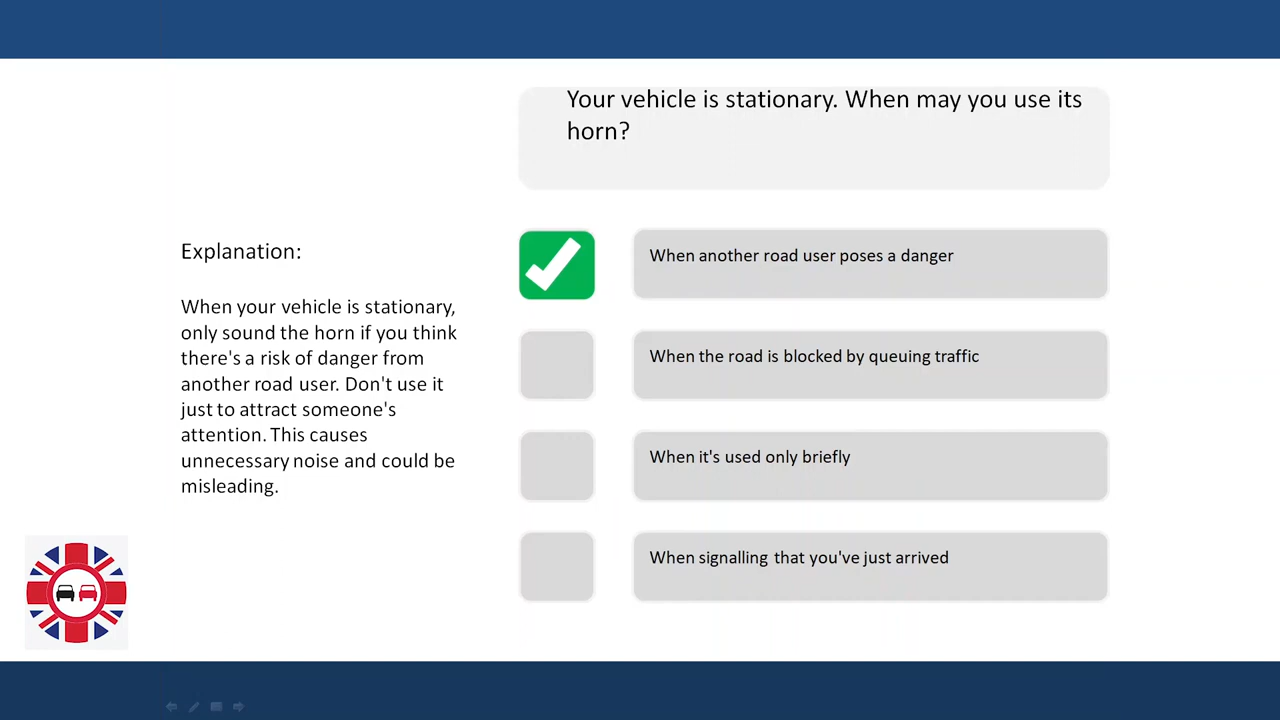 Your vehicle is stationary. When may you use its
horn?
Explanation:
When your vehicle is stationary,
only sound the horn if you think
there's a risk of danger from
another road user. Don't use it
just to attract someone's
attention. This causes
unnecessary noise and could be
misleading.
When another road user poses a danger
When the road is blocked by queuing traffic
When it's used only briefly
When signalling that you've just arrived